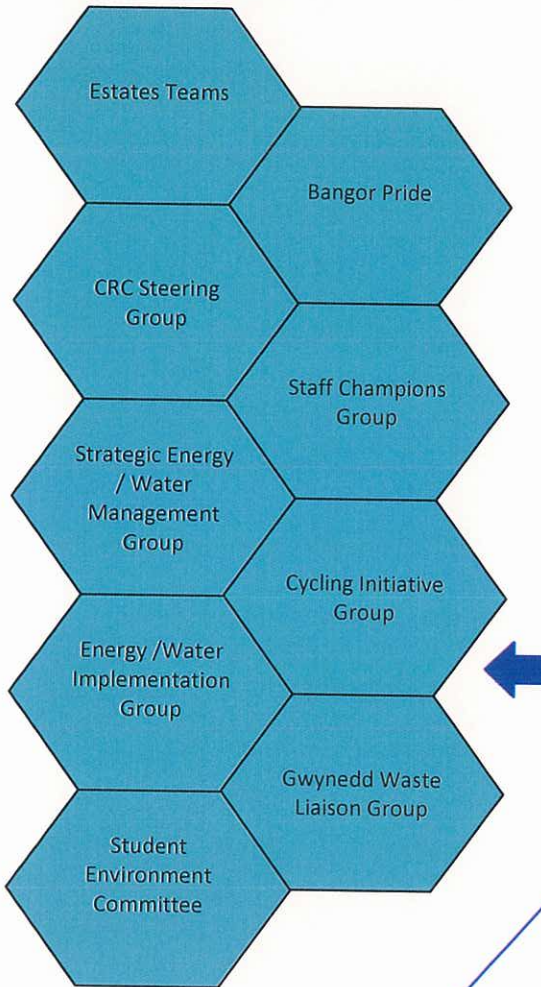 Estates Teams
Bangor Pride
CRC Steering
Group
Staff Champions
Group
Strategic Energy
/ Water
Management
Group
Cycling Initiative
Group
Energy /Water
Implementation
Group
Gwynedd Waste
Liaison Group
Student
Environment
Committee